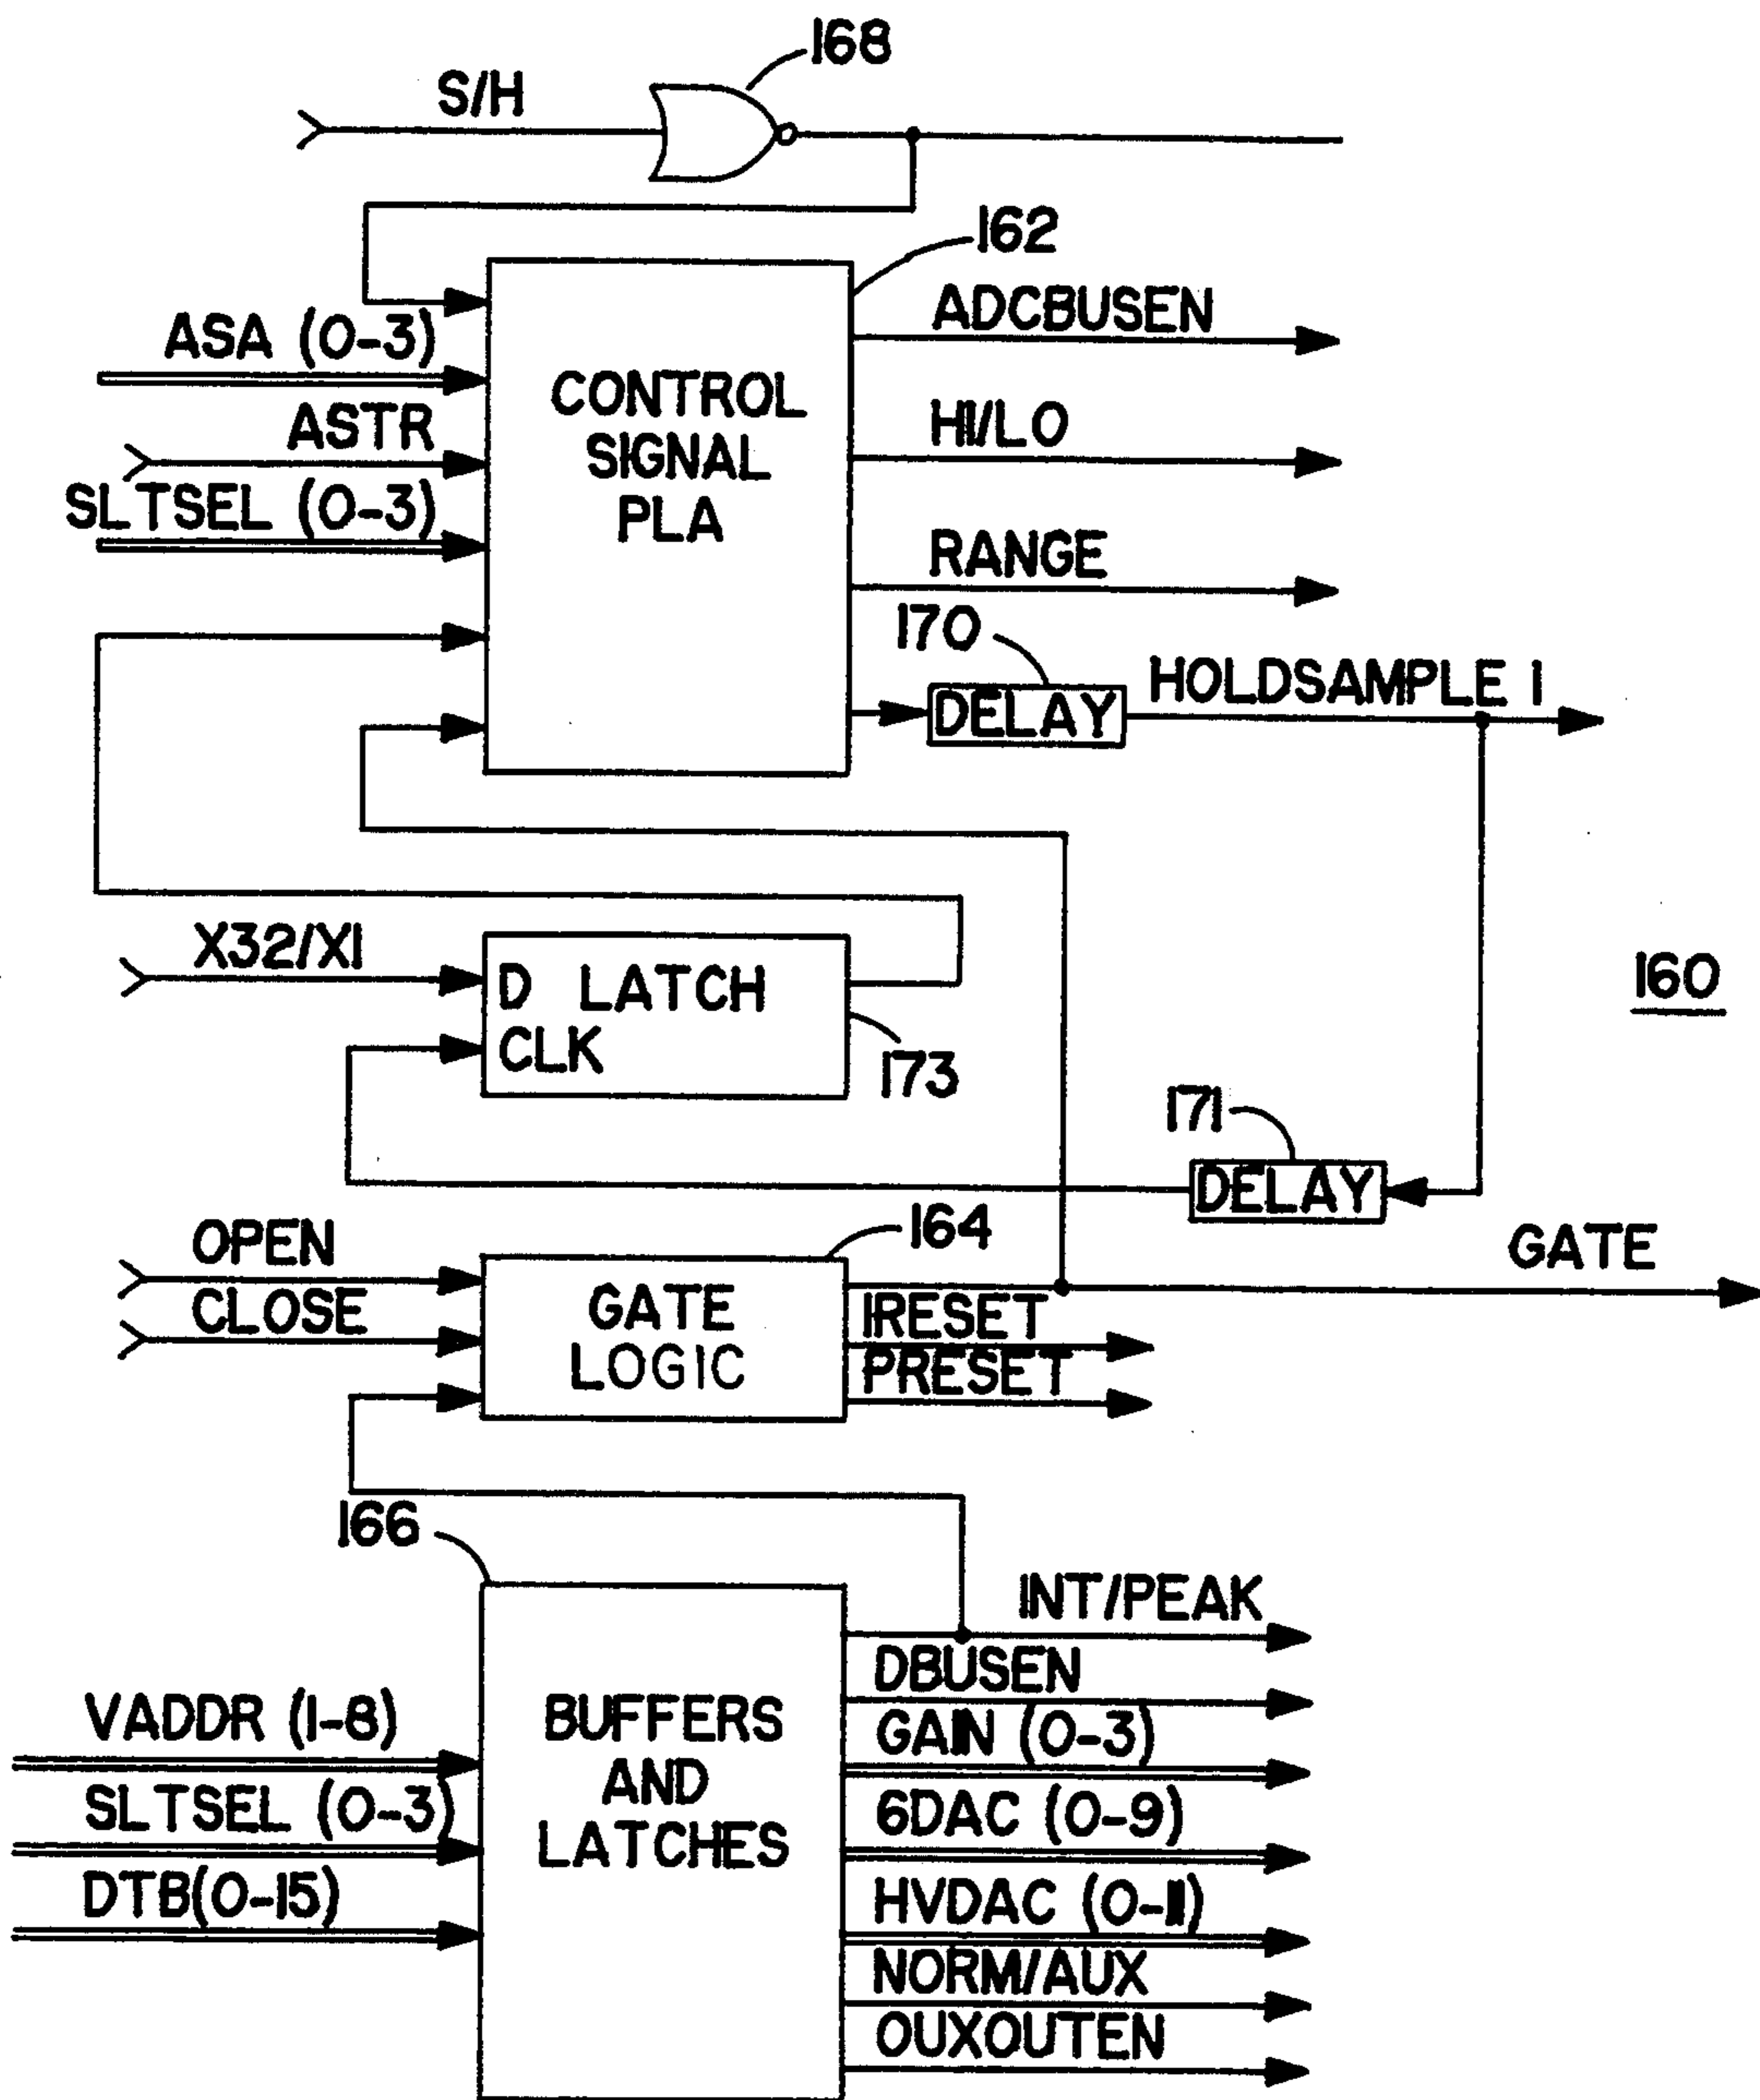 168
S/H
162
ASA (0-3)
ADCBUSEN
CONTROL
SIGNAL
PLA
ASTR
HI/LO
SLTSEL (0-3)
RANGE
170
DELAY
HOLDSAMPLE 1
X32/X1
D LATCH
CLK
173
160
171
DELAY
OPEN
CLOSE
164
GATE
LOGIC
GATE
IRESET
PRESET
166
INT/PEAK
DBUSEN
VADDR (1-8)
BUFFERS
AND
LATCHES
GAIN (0-3)
SLTSEL (0-3)
6DAC (0-9)
DTB(0-15)
HVDAC (0-11)
NORM/AUX
OUXOUTEN